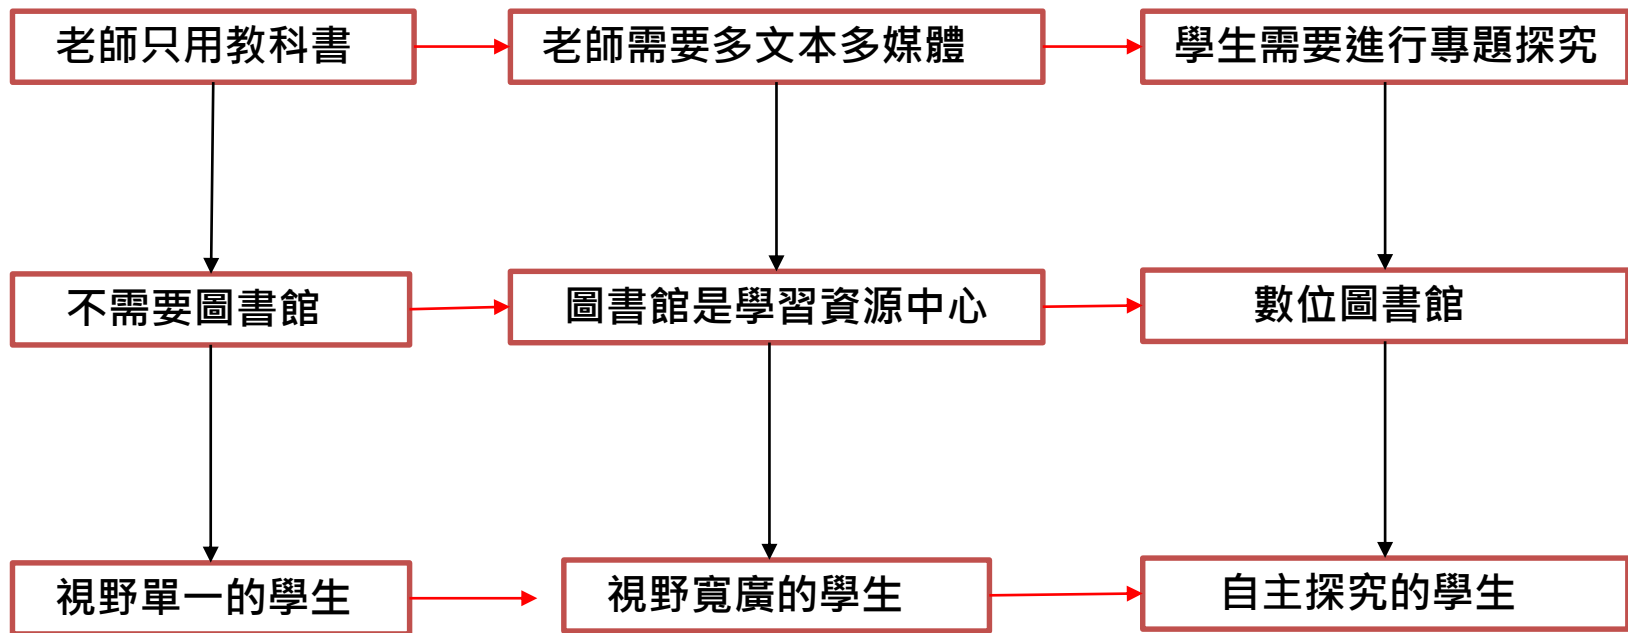 老師只用教科書
老師需要多文本多媒體
學生需要進行專題探究
不需要圖書館
圖書館是學習資源中心
數位圖書館
視野單一的學生
視野寬廣的學生
自主探究的學生